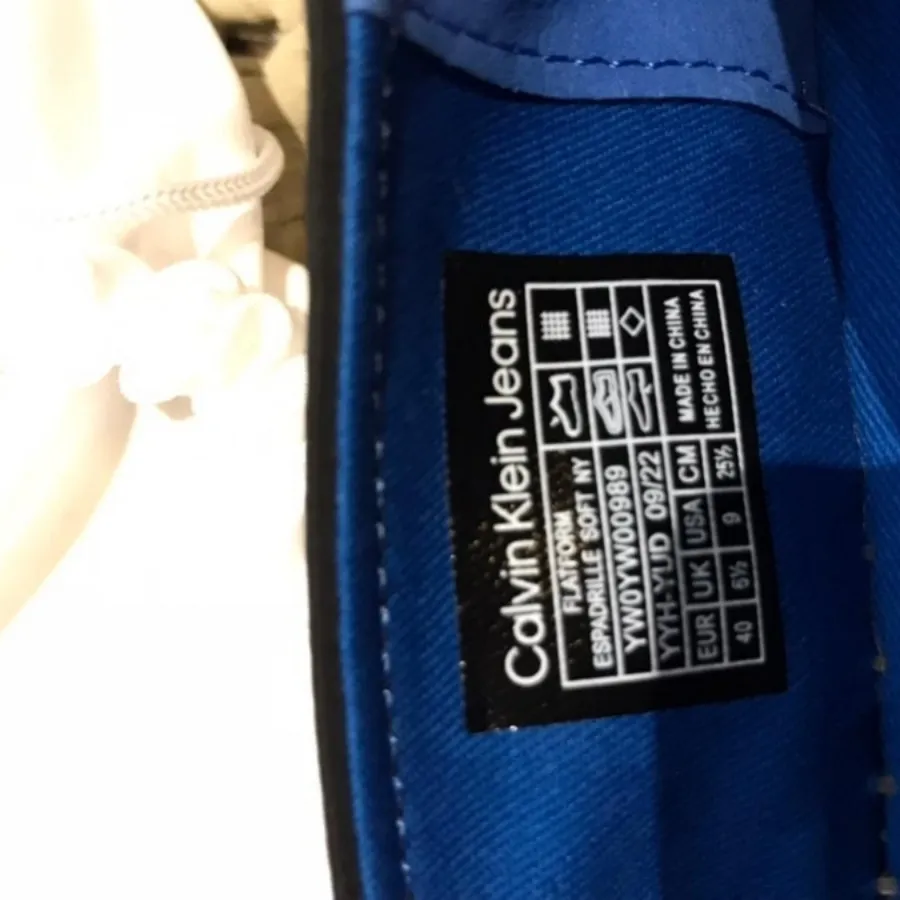 Calvin Klein Jeans
FLATFORM
ESPADRILLE SOFT NY
YW0YW00989
YYH-YUD 09/22
EUR UK USA CM
40 6½ 9 25½
MADE IN CHINA
HECHO EN CHINA